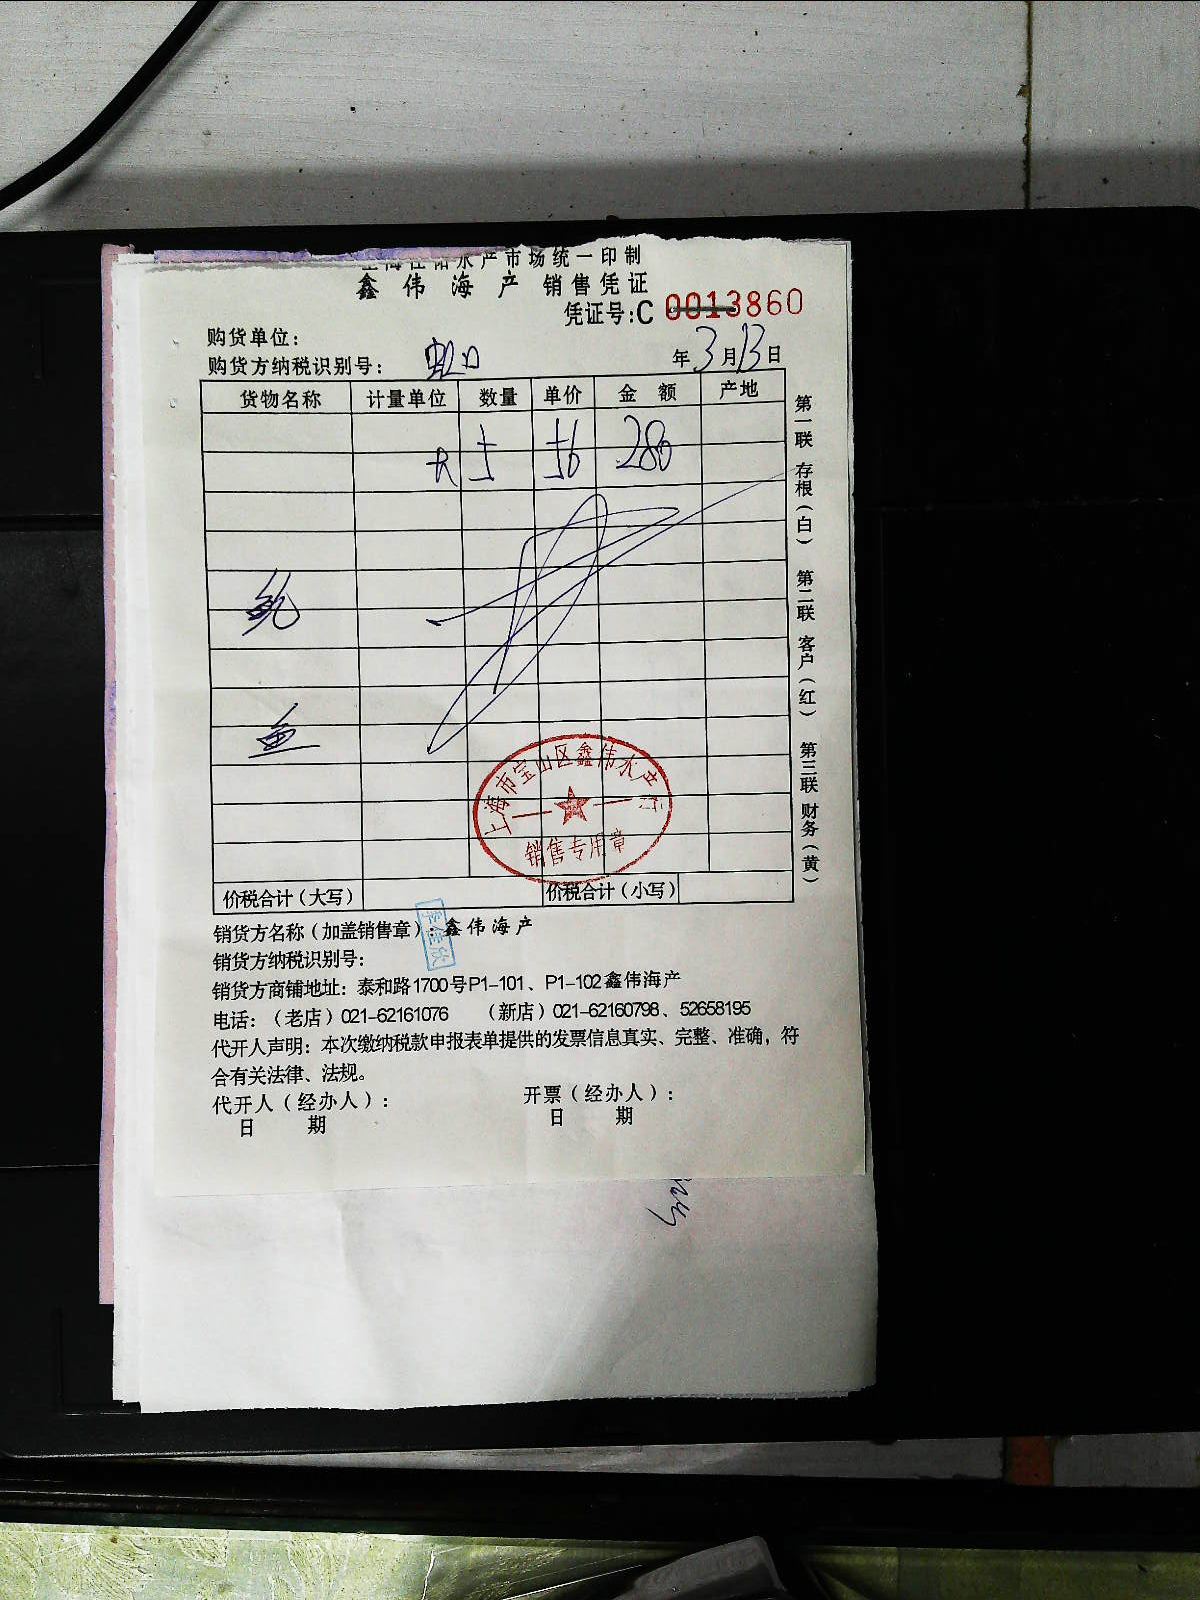 水产市场统一印制
鑫伟海产 销售凭证
凭证号:C 0013860
购货单位:
购货方纳税识别号: 虹口 年3月13日
货物名称 计量单位 数量 单价 金额 产地
5 56 280
鲍
鱼
上海市宝山区鑫伟水产行
销售专用章
价税合计(大写) 价税合计(小写)
销货方名称(加盖销售章):鑫伟海产
李佳欣
销货方纳税识别号:
销货方商铺地址: 泰和路1700号P1-101、P1-102鑫伟海产
电话:(老店)021-62161076 (新店)021-62160798、52658195
代开人声明: 本次缴纳税款申报表单提供的发票信息真实、完整、准确, 符
合有关法律、法规。
代开人(经办人): 开票(经办人):
日 期 日 期
第一联 存根(白) 第二联 客户(红) 第三联 财务(黄)